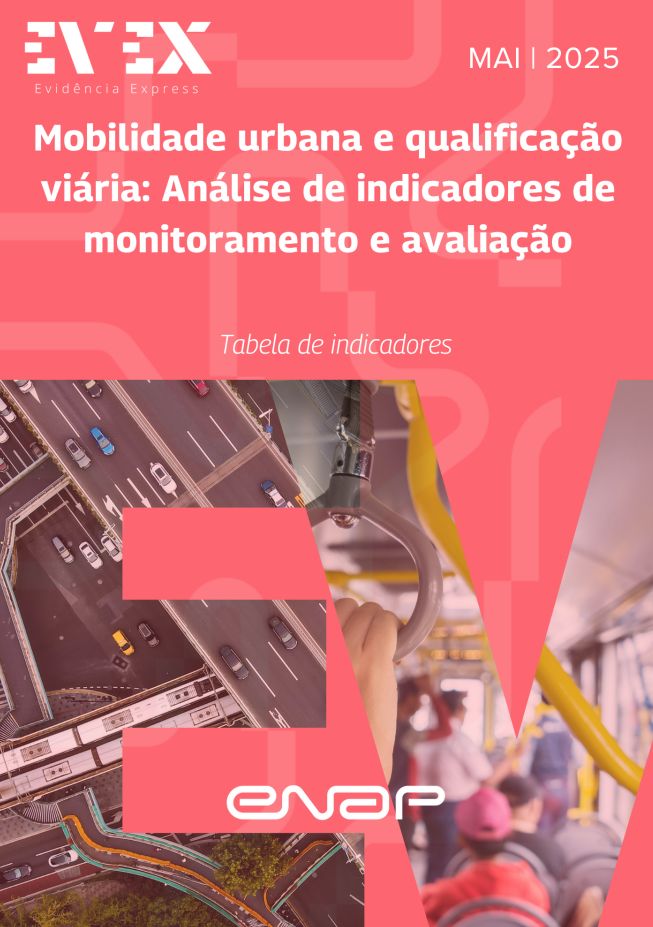 EVEX
Evidência Express
MAI | 2025
Mobilidade urbana e qualificação
viária: Análise de indicadores de
monitoramento e avaliação
Tabela de indicadores
enap